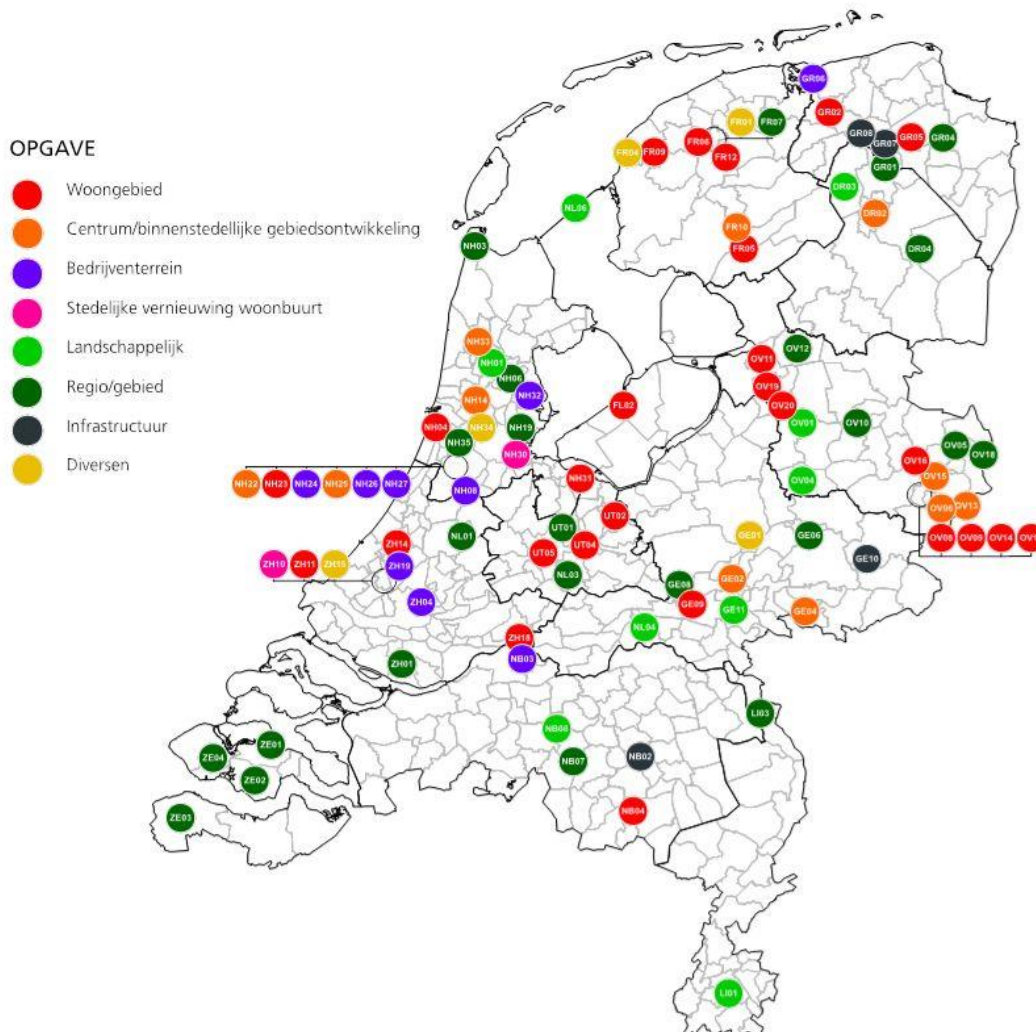 OPGAVE
Woongebied
Centrum/binnenstedellijke gebiedsontwikkeling
Bedrijventerrein
Stedelijke vernieuwing woonbuurt
Landschappelijk
Regio/gebied
Infrastructuur
Diversen
GR06
GR02
FR01
FR07
GR08
GR07
GR05
GR04
FR04
FR09
FR06
FR12
GR01
DR03
NL06
DR02
FR10
FR05
NH03
DR04
NH33
NH01
NH06
OV11
OV12
NH32
OV19
OV20
NH14
FL02
NH04
NH34
NH19
OV01
OV10
NH35
NH30
OV05
OV18
OV16
OV15
NH22
NH23
NH24
NH25
NH26
NH27
NH08
NH31
OV04
OV06
OV13
UT02
UT01
NL01
ZH14
UT04
UT05
GE01
GE06
OV08
OV09
OV14
GE10
ZH10
ZH11
ZH15
ZH19
NL03
GE08
GE02
ZH04
GE09
GE11
GE04
NL04
ZH18
NB03
ZH01
LI03
NB08
ZE01
ZE04
ZE02
NB07
NB02
ZE03
NB04
LI01